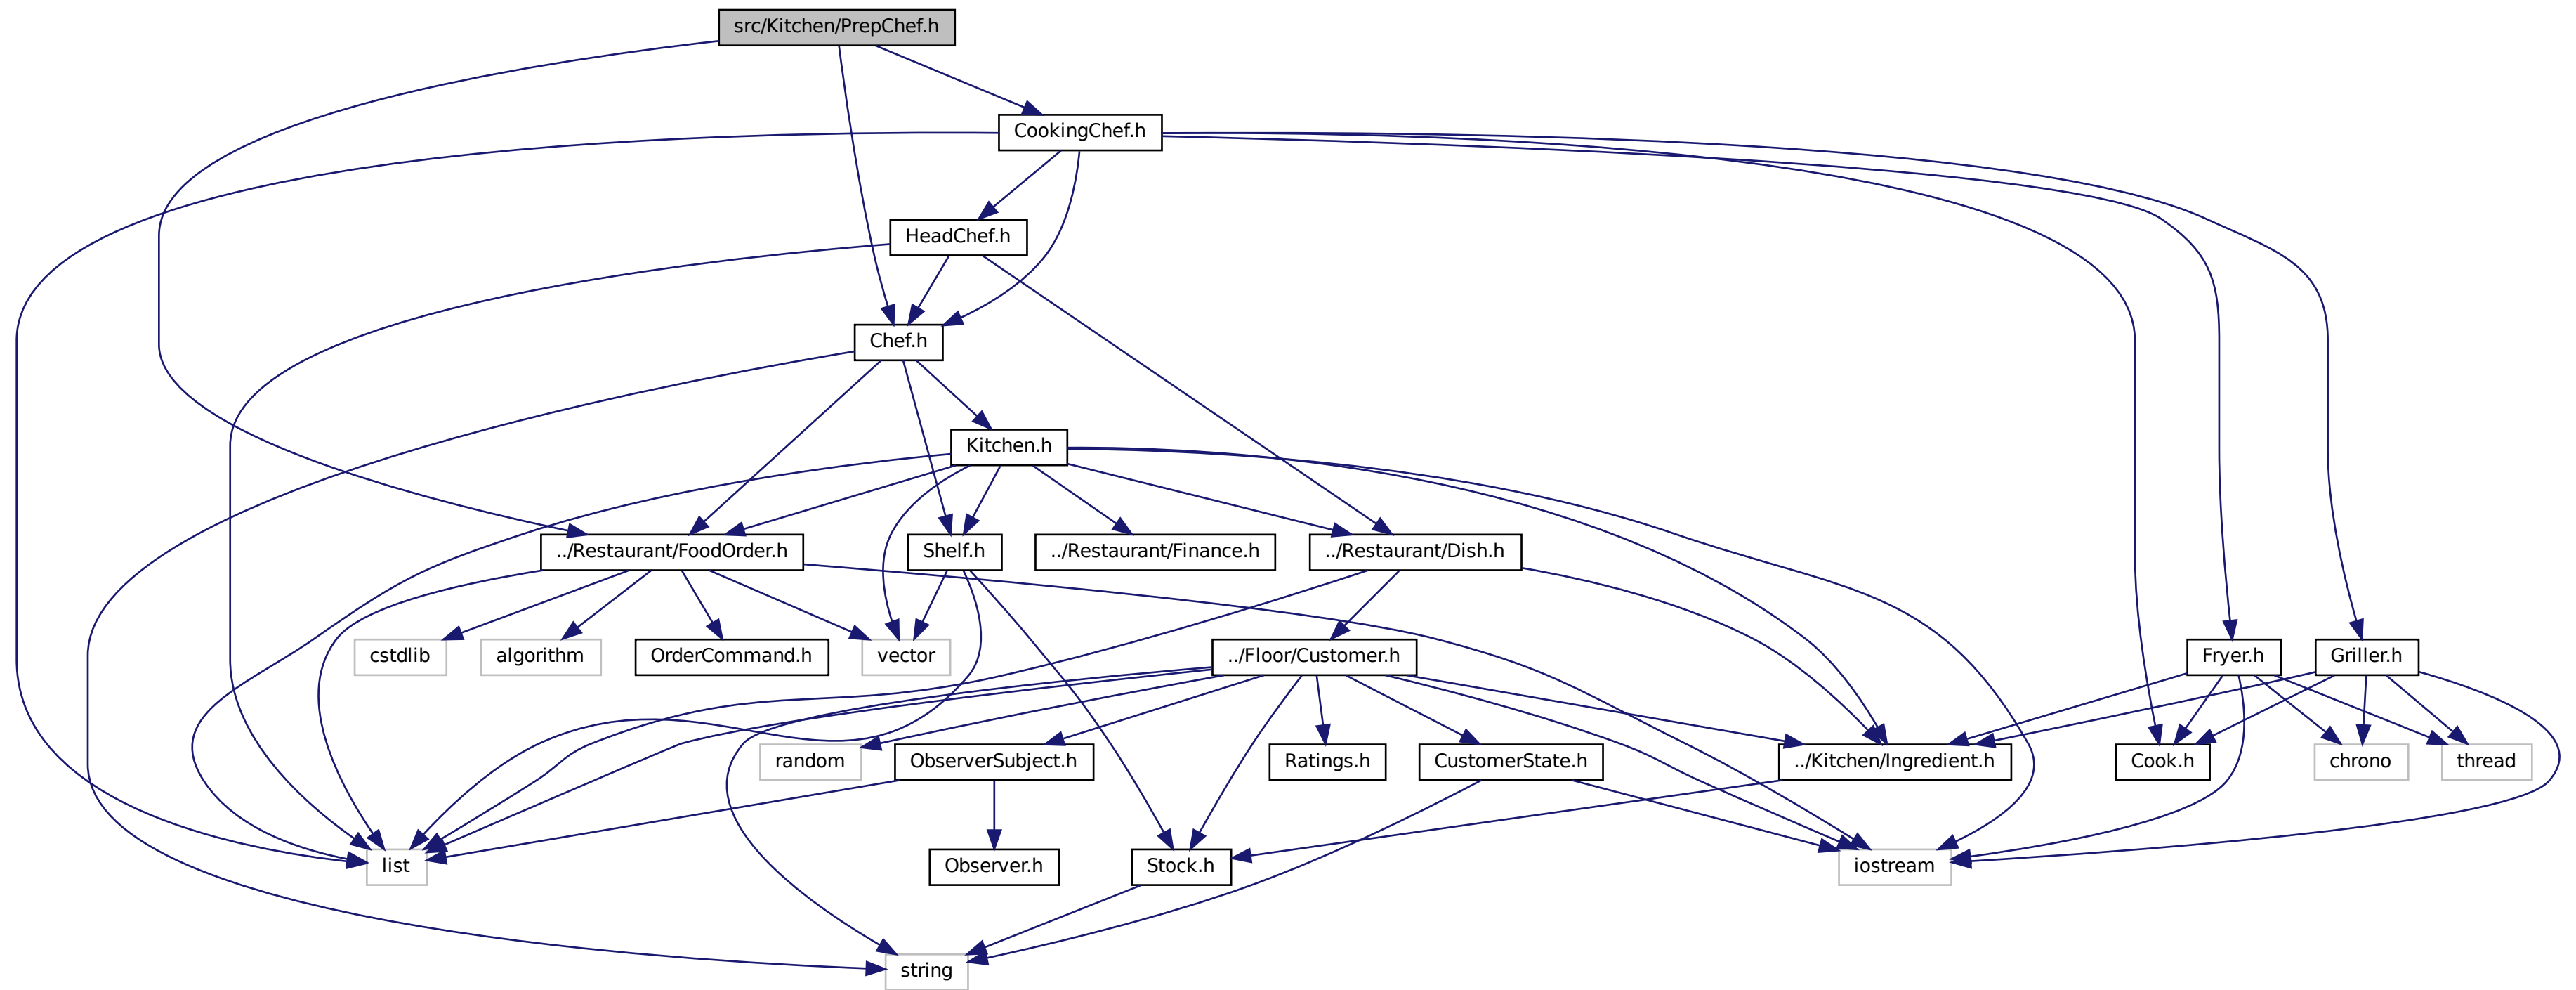 src/Kitchen/PrepChef.h
CookingChef.h
HeadChef.h
Chef.h
Kitchen.h
../Restaurant/FoodOrder.h
Shelf.h
../Restaurant/Finance.h
../Restaurant/Dish.h
cstdlib
algorithm
OrderCommand.h
vector
../Floor/Customer.h
Fryer.h
Griller.h
random
ObserverSubject.h
Ratings.h
CustomerState.h
../Kitchen/Ingredient.h
Cook.h
chrono
thread
list
Observer.h
Stock.h
iostream
string